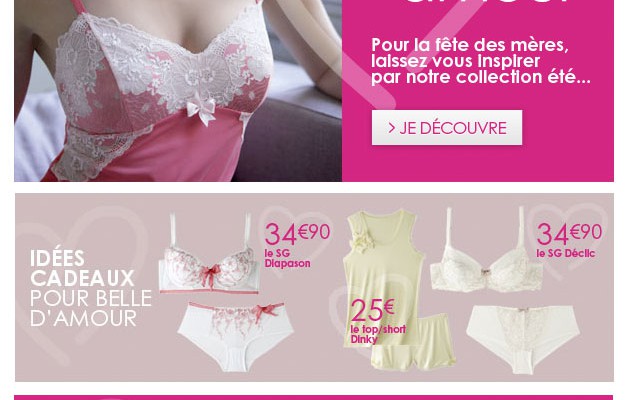 Pour la fête des mères,
laissez vous inspirer
par notre collection été...
> JE DÉCOUVRE
IDÉES
CADEAUX
POUR BELLE
D'AMOUR
34€90
le SG
Diapason
25€
le top/short
Dinky
34€90
le SG Déclic